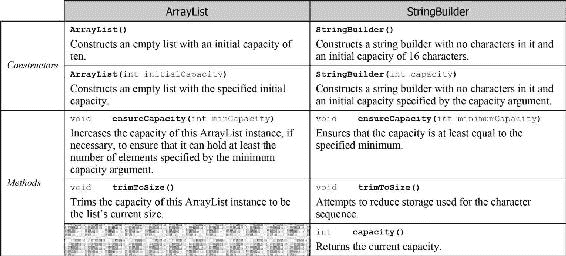 ArrayList
StringBuilder
Constructors
ArrayList()
Constructs an empty list with an initial capacity of
ten.
StringBuilder()
Constructs a string builder with no characters in it and
an initial capacity of 16 characters.
ArrayList(int initialCapacity)
Constructs an empty list with the specified initial
capacity.
StringBuilder(int capacity)
Constructs a string builder with no characters in it and
an initial capacity specified by the capacity argument.
Methods
void ensureCapacity(int minCapacity)
Increases the capacity of this ArrayList instance, if
necessary, to ensure that it can hold at least the
number of elements specified by the minimum
capacity argument.
void ensureCapacity(int minimumCapacity)
Ensures that the capacity is at least equal to the
specified minimum.
void trimToSize()
Trims the capacity of this ArrayList instance to be
the list's current size.
void trimToSize()
Attempts to reduce storage used for the character
sequence.
int capacity()
Returns the current capacity.